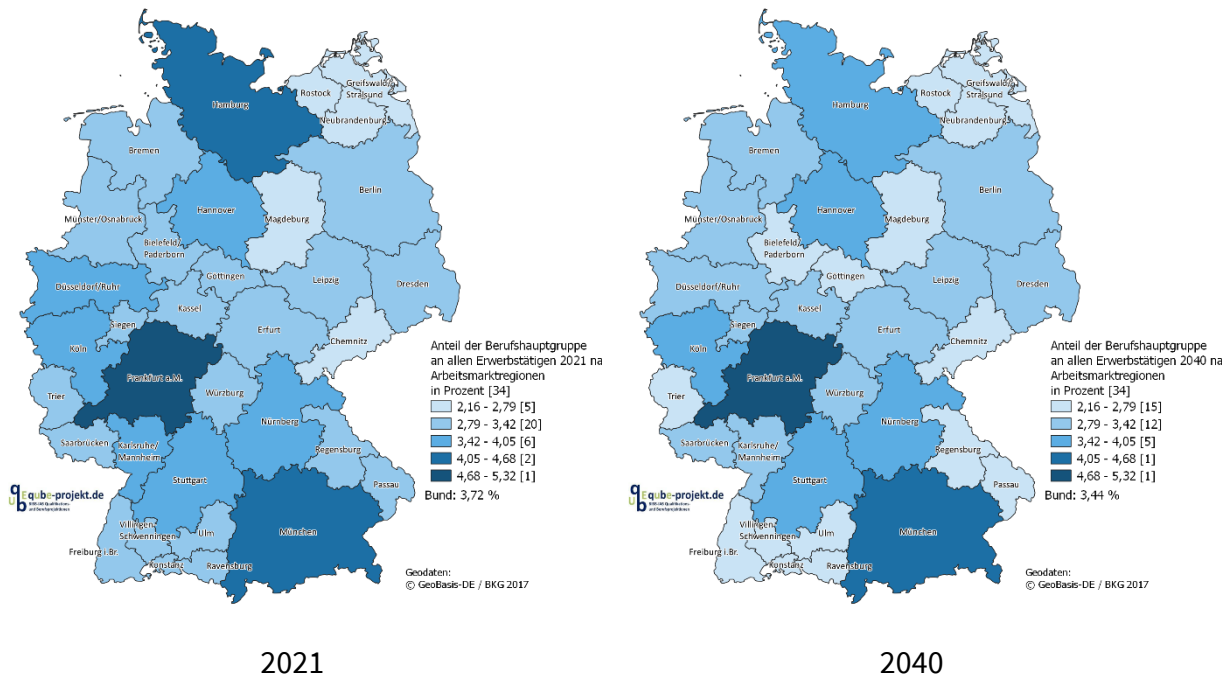 Hamburg
Rostock
Greifswald/
Stralsund
Neubrandenburg
Bremen
Berlin
Hannover
Magdeburg
Münster/Osnabrück
Bielefeld/
Paderborn
Göttingen
Leipzig
Dresden
Düsseldorf/Ruhr
Kassel
Siegen
Erfurt
Köln
Chemnitz
Frankfurt a.M.
Trier
Würzburg
Nürnberg
Saarbrücken
Karlsruhe/
Mannheim
Regensburg
Stuttgart
Passau
Villingen-
Schwenningen
Ulm
München
Freiburg i.Br.
Konstanz
Ravensburg
Anteil der Berufshauptgruppe
an allen Erwerbstätigen 2021 na
Arbeitsmarktregionen
in Prozent [34]
2,16 - 2,79 [5]
2,79 - 3,42 [20]
3,42 - 4,05 [6]
4,05 - 4,68 [2]
4,68 - 5,32 [1]
Bund: 3,72 %
qube-projekt.de
Geodaten:
© GeoBasis-DE / BKG 2017
2021
Hamburg
Rostock
Greifswald/
Stralsund
Neubrandenburg
Bremen
Berlin
Hannover
Magdeburg
Münster/Osnabrück
Bielefeld/
Paderborn
Göttingen
Leipzig
Dresden
Düsseldorf/Ruhr
Kassel
Siegen
Erfurt
Köln
Chemnitz
Frankfurt a.M.
Trier
Würzburg
Nürnberg
Saarbrücken
Karlsruhe/
Mannheim
Regensburg
Stuttgart
Passau
Villingen-
Schwenningen
Ulm
München
Freiburg i.Br.
Konstanz
Ravensburg
Anteil der Berufshauptgruppe
an allen Erwerbstätigen 2040 na
Arbeitsmarktregionen
in Prozent [34]
2,16 - 2,79 [15]
2,79 - 3,42 [12]
3,42 - 4,05 [5]
4,05 - 4,68 [1]
4,68 - 5,32 [1]
Bund: 3,44 %
qube-projekt.de
Geodaten:
© GeoBasis-DE / BKG 2017
2040